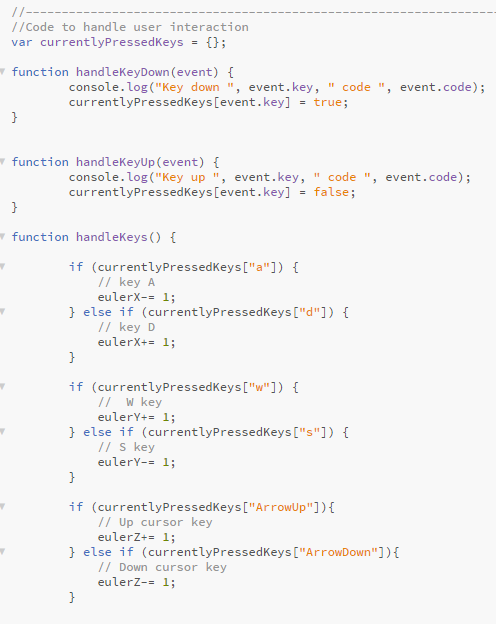 //-----------------------------------------------------------------
//Code to handle user interaction
var currentlyPressedKeys = {};
function handleKeyDown(event) {
        console.log("Key down ", event.key, " code ", event.code);
        currentlyPressedKeys[event.key] = true;
}
function handleKeyUp(event) {
        console.log("Key up ", event.key, " code ", event.code);
        currentlyPressedKeys[event.key] = false;
}
function handleKeys() {
        if (currentlyPressedKeys["a"]) {
            // key A
            eulerX-= 1;
        } else if (currentlyPressedKeys["d"]) {
            // key D
            eulerX+= 1;
        }
        if (currentlyPressedKeys["w"]) {
            //  W key
            eulerY+= 1;
        } else if (currentlyPressedKeys["s"]) {
            // S key
            eulerY-= 1;
        }
        if (currentlyPressedKeys["ArrowUp"]){
            // Up cursor key
            eulerZ+= 1;
        } else if (currentlyPressedKeys["ArrowDown"]){
            // Down cursor key
            eulerZ-= 1;
        }